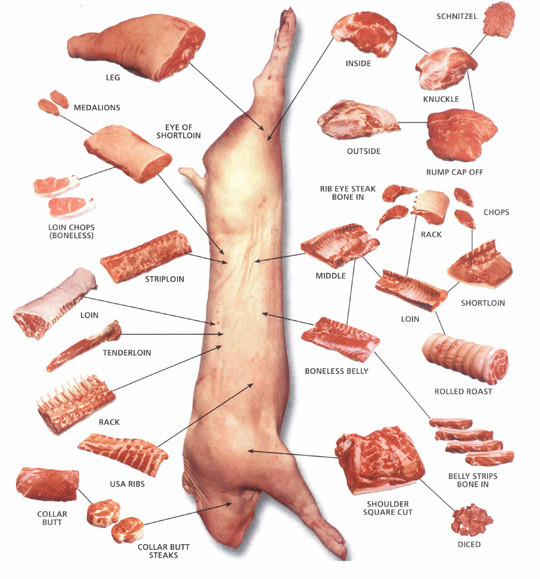 SCHNITZEL
LEG
INSIDE
KNUCKLE
MEDALIONS
EYE OF
SHORTLOIN
OUTSIDE
RUMP CAP OFF
LOIN CHOPS
(BONELESS)
RIB EYE STEAK
BONE IN
RACK
CHOPS
STRIPLOIN
MIDDLE
LOIN
SHORTLOIN
LOIN
TENDERLOIN
BONELESS BELLY
ROLLED ROAST
RACK
USA RIBS
BELLY STRIPS
BONE IN
COLLAR
BUTT
COLLAR BUTT
STEAKS
SHOULDER
SQUARE CUT
DICED